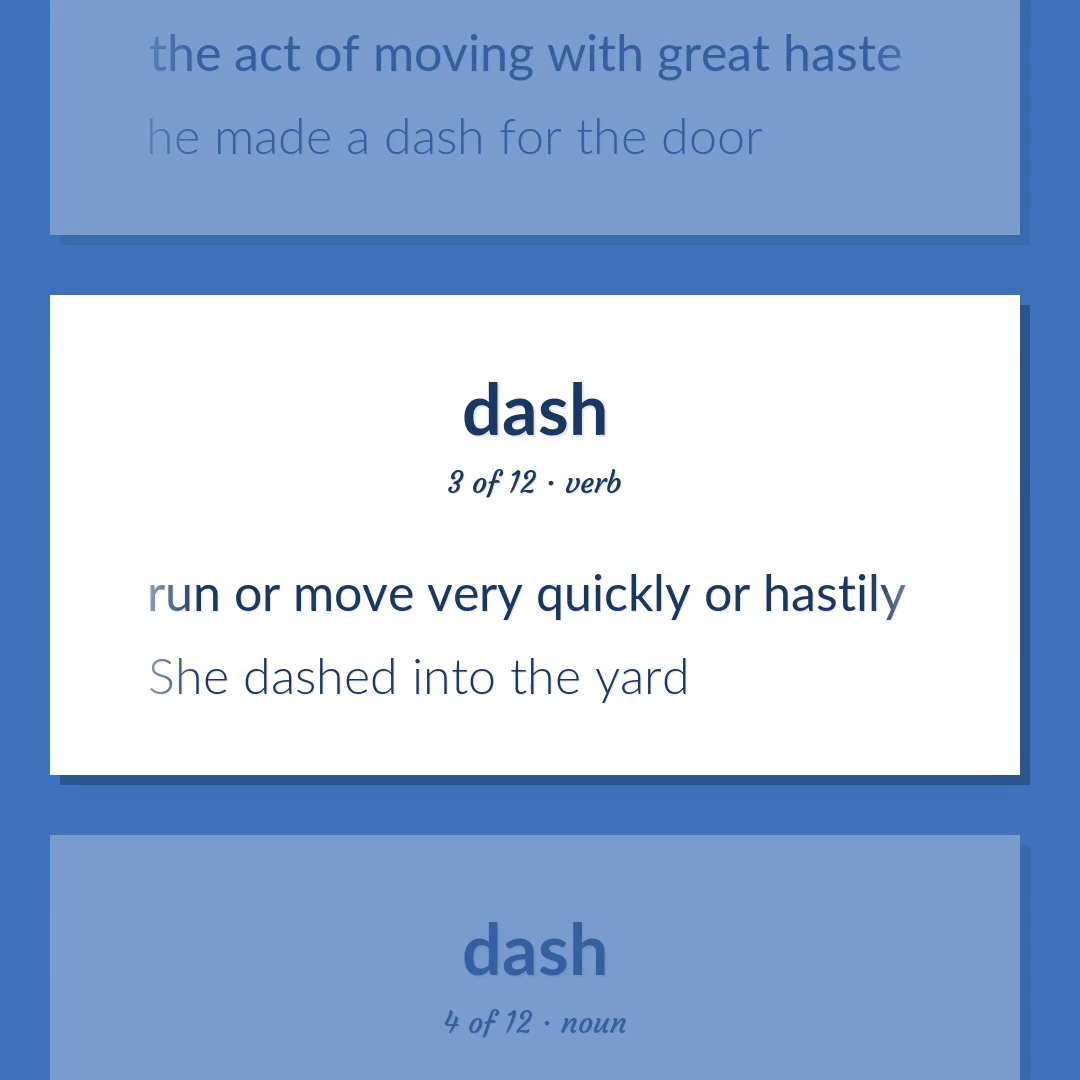 the act of moving with great haste
he made a dash for the door
dash
3 of 12 · verb
run or move very quickly or hastily
She dashed into the yard
dash
4 of 12 · noun